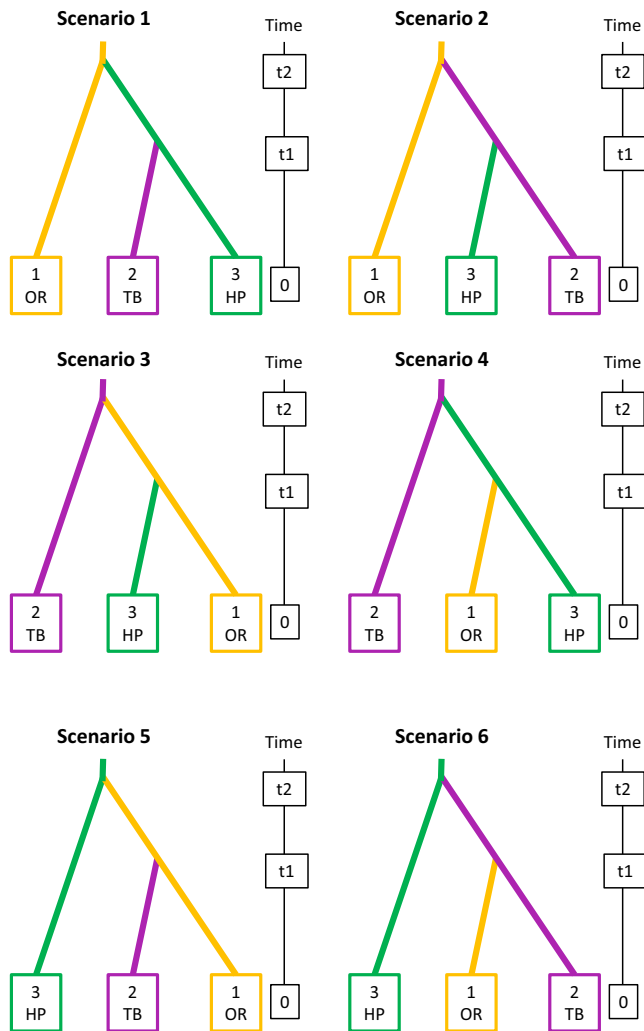 Scenario 1
Time
t2
t1
1
OR
2
TB
3
HP
0
Scenario 2
Time
t2
t1
1
OR
3
HP
2
TB
0
Scenario 3
Time
t2
t1
2
TB
3
HP
1
OR
0
Scenario 4
Time
t2
t1
2
TB
1
OR
3
HP
0
Scenario 5
Time
t2
t1
3
HP
2
TB
1
OR
0
Scenario 6
Time
t2
t1
3
HP
1
OR
2
TB
0